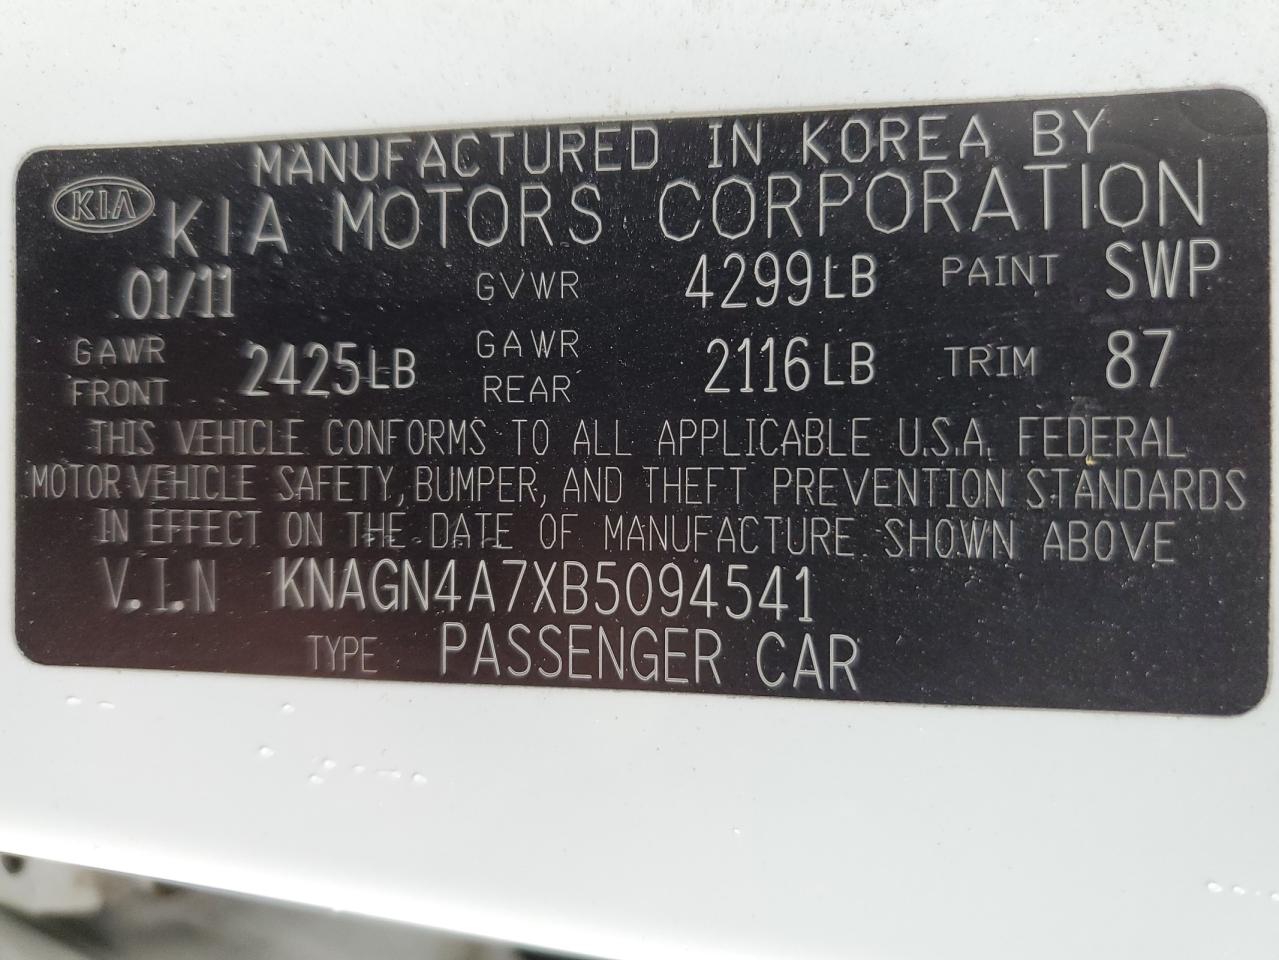 MANUFACTURED IN KOREA BY
KIA KIA MOTORS CORPORATION
01/11 GVWR 4299LB PAINT SWP
GAWR FRONT 2425LB GAWR REAR 2116LB TRIM 87
THIS VEHICLE CONFORMS TO ALL APPLICABLE U.S.A. FEDERAL
MOTOR VEHICLE SAFETY, BUMPER, AND THEFT PREVENTION STANDARDS
IN EFFECT ON THE DATE OF MANUFACTURE SHOWN ABOVE
V.I.N KNAGN4A7XB5094541
TYPE PASSENGER CAR